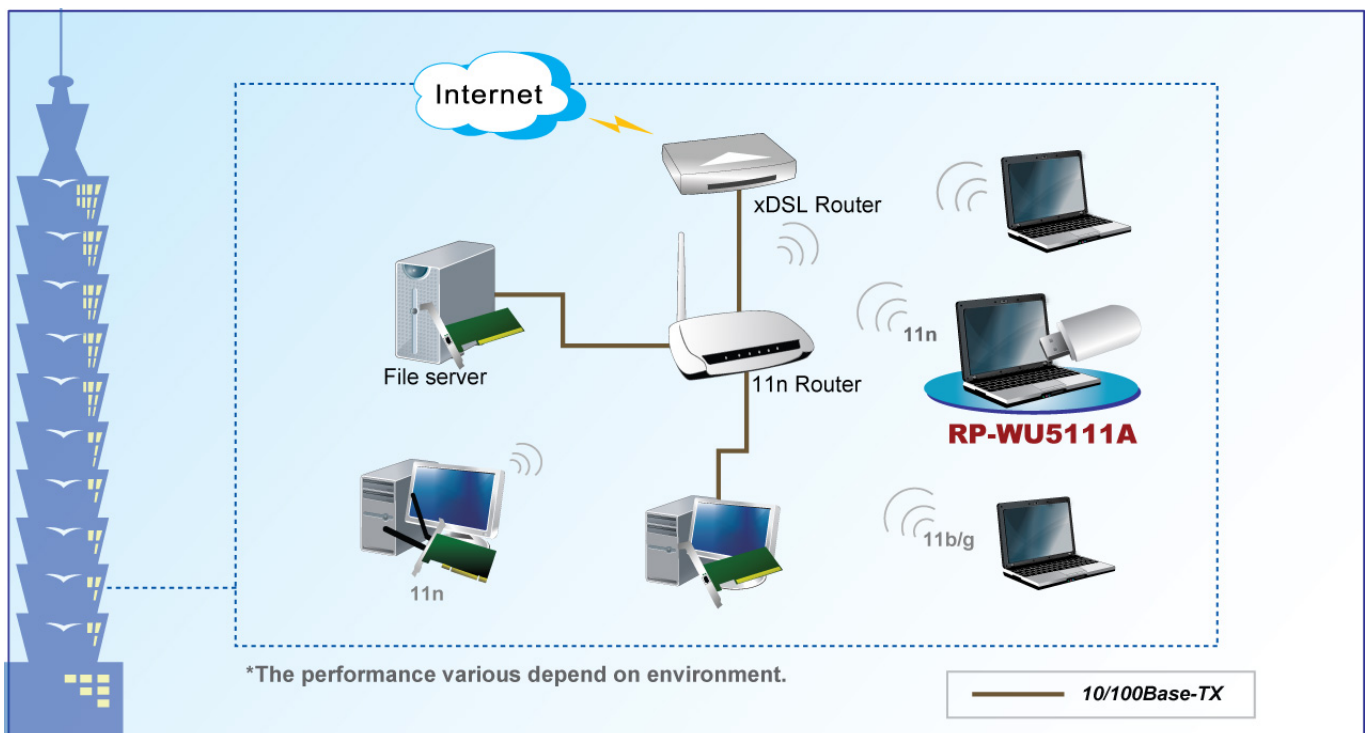 Internet
xDSL Router
File server
11n Router
11n
RP-WU5111A
11n
11b/g
*The performance various depend on environment.
10/100Base-TX